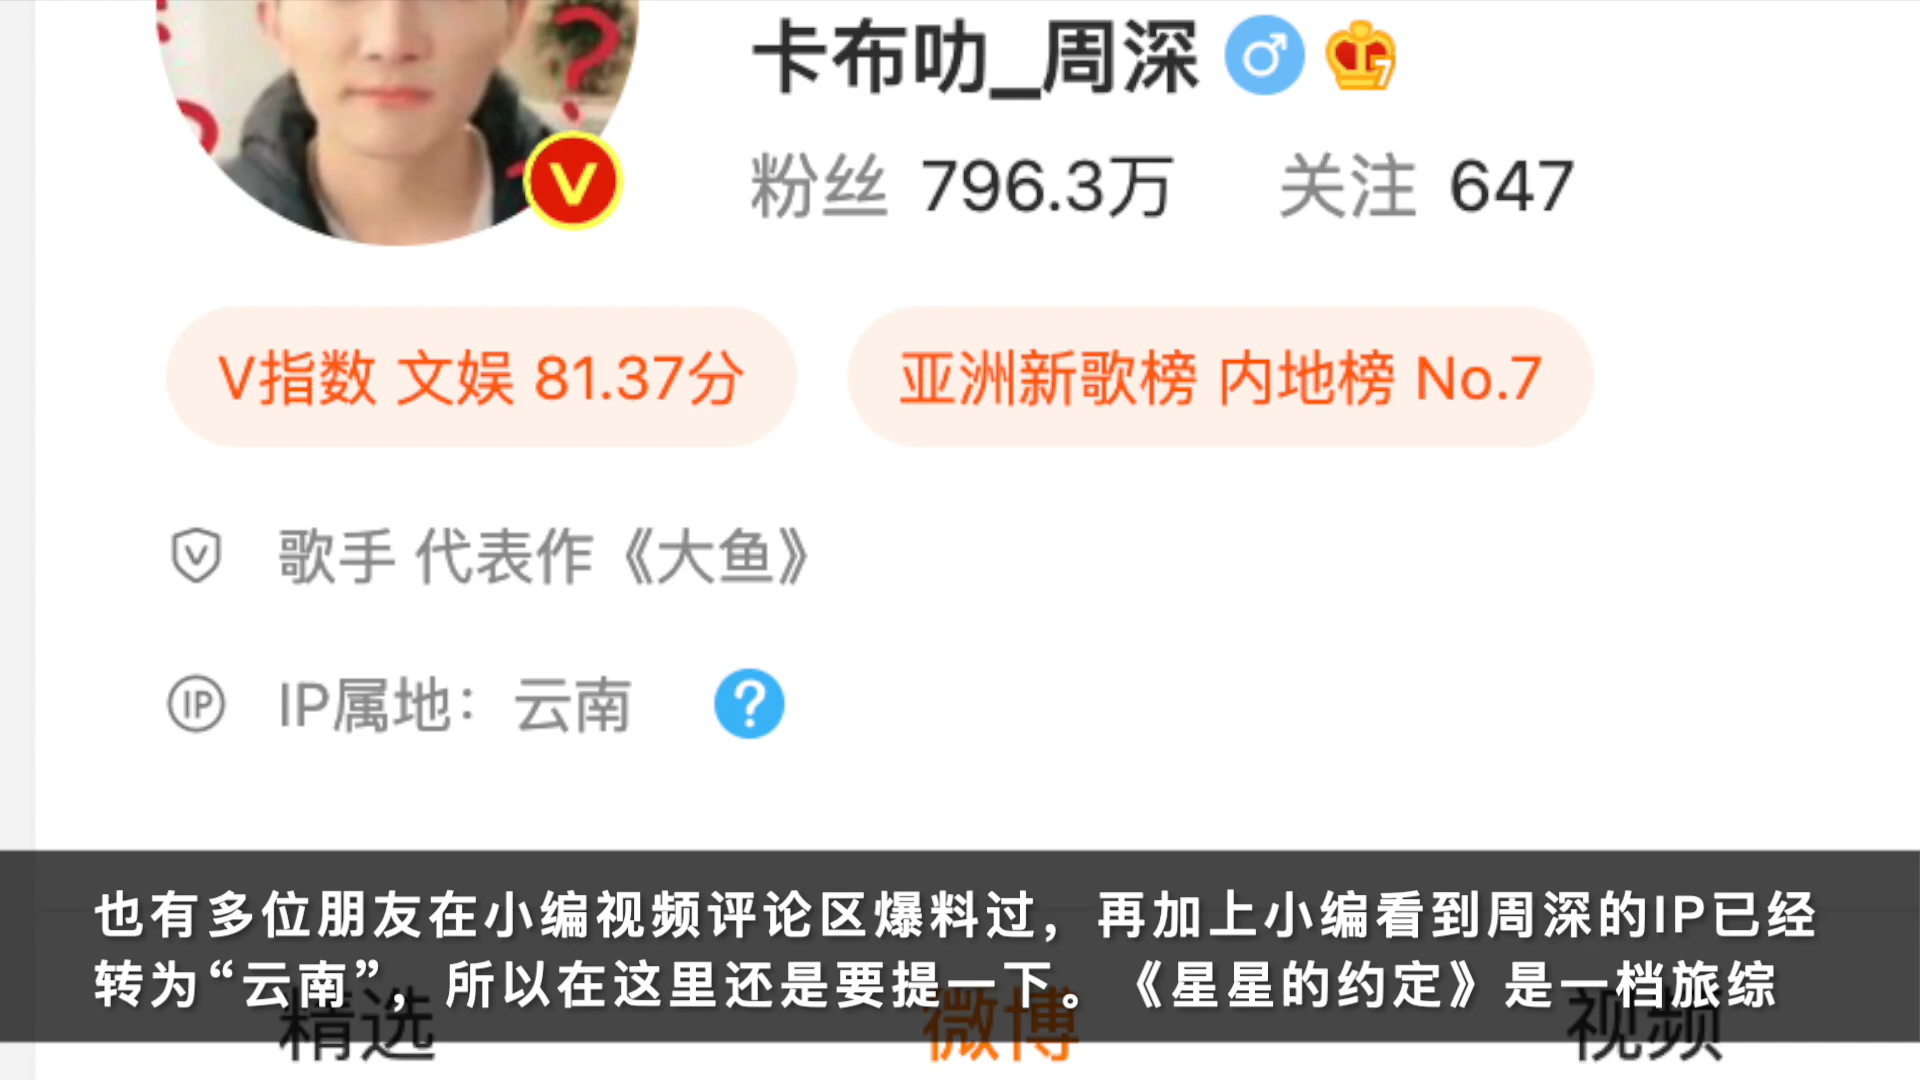 卡布叻_周深
粉丝 796.3万 关注 647
V指数 文娱 81.37分 亚洲新歌榜 内地榜 No.7
歌手 代表作《大鱼》
IP IP属地：云南
也有多位朋友在小编视频评论区爆料过，再加上小编看到周深的IP已经
转为“云南”，所以在这里还是要提一下。《星星的约定》是一档旅综
精选 微博 视频